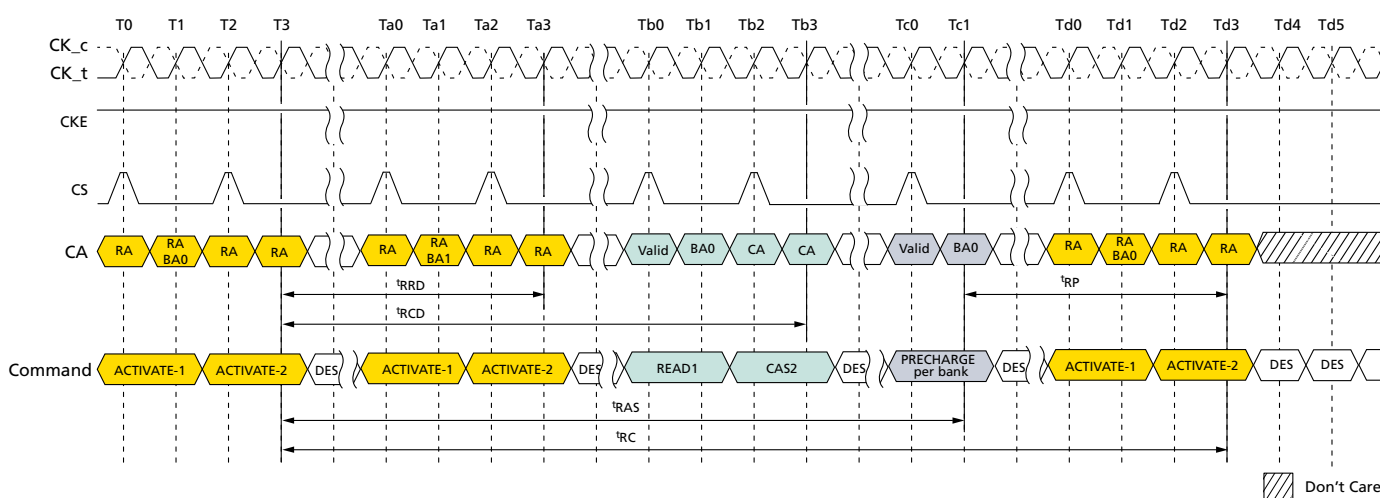 T0 T1 T2 T3 Ta0 Ta1 Ta2 Ta3 Tb0 Tb1 Tb2 Tb3 Tc0 Tc1 Td0 Td1 Td2 Td3 Td4 Td5
CK_c
CK_t
CKE
CS
CA RA RA BA0 RA RA RA RA BA1 RA RA Valid BA0 CA CA Valid BA0 RA RA BA0 RA RA
tRRD tRP
tRCD
Command ACTIVATE-1 ACTIVATE-2 DES ACTIVATE-1 ACTIVATE-2 DES READ1 CAS2 DES PRECHARGE per bank DES ACTIVATE-1 ACTIVATE-2 DES DES
tRAS
tRC
Don't Care